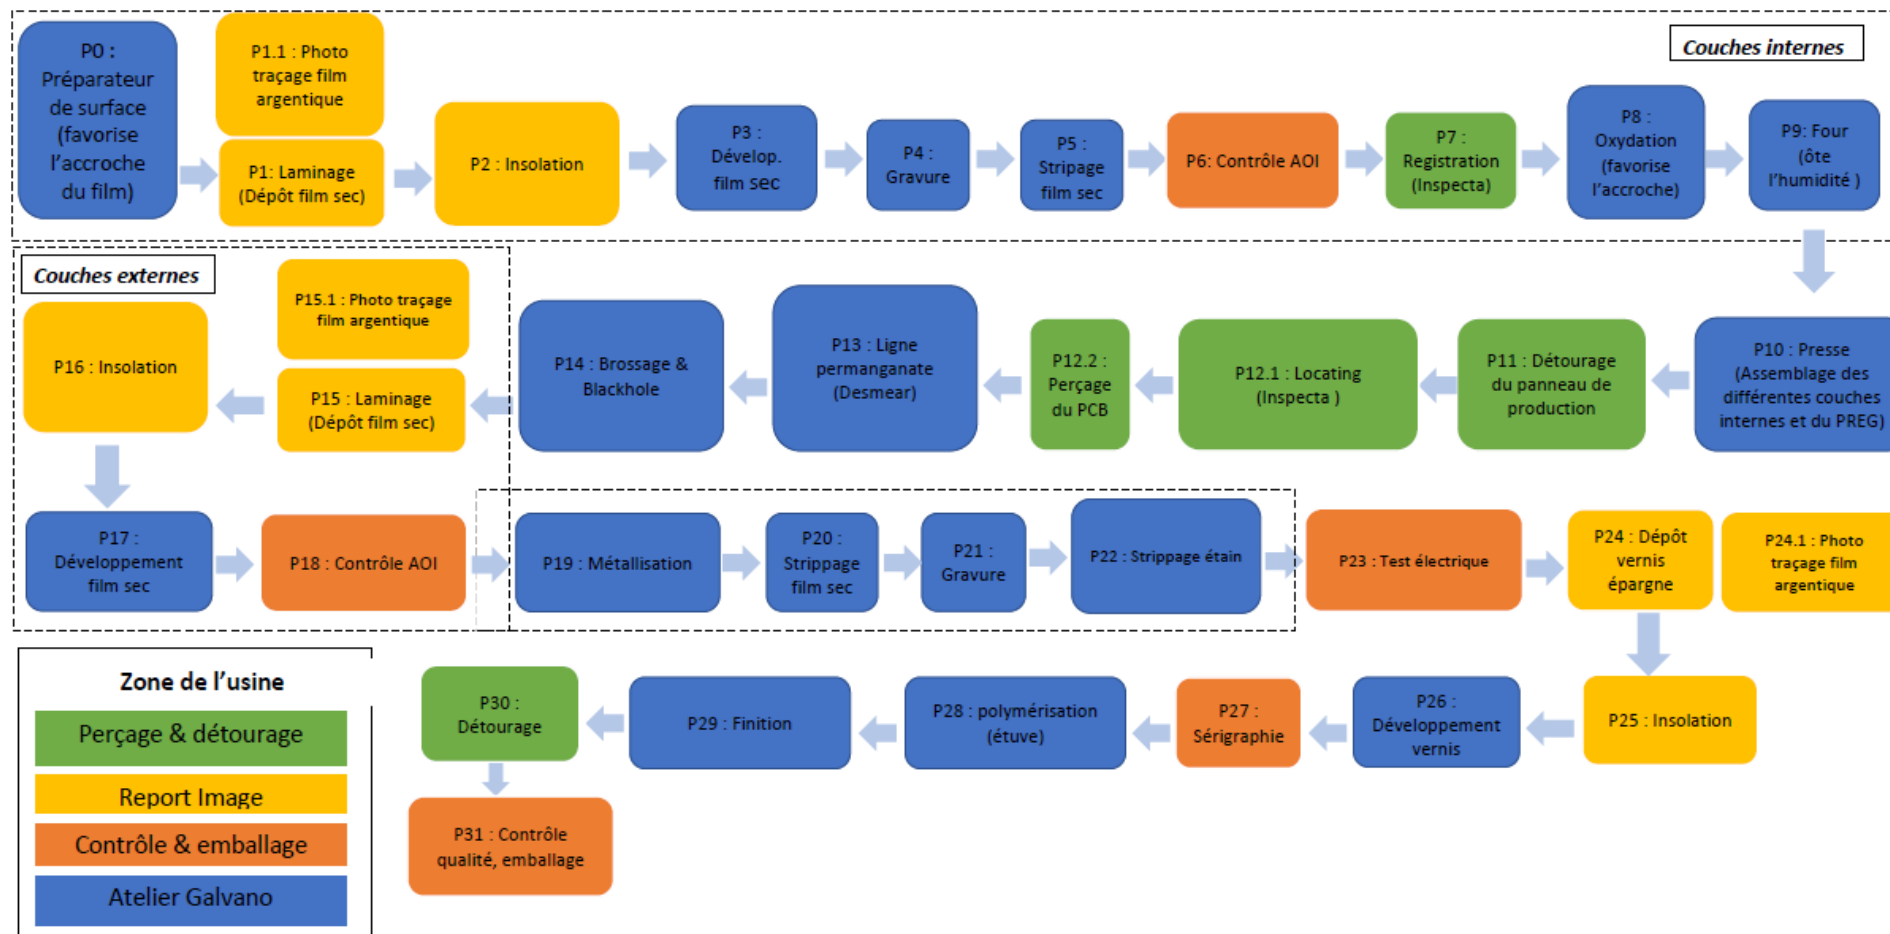 P0 :
Préparateur
de surface
(favorise
l'accroche
du film)
P1.1 : Photo
traçage film
argentique
P1: Laminage
(Dépôt film sec)
P2 : Insolation
P3 :
Dévelop.
film sec
P4 :
Gravure
P5 :
Stripage
film sec
P6: Contrôle AOI
P7 :
Registration
(Inspecta)
Couches internes
P8 :
Oxydation
(favorise
l'accroche)
P9: Four
(ôte
l'humidité )
Couches externes
P16 : Insolation
P15.1 : Photo traçage
film argentique
P15 : Laminage
(Dépôt film sec)
P14 : Brossage &
Blackhole
P13 : Ligne
permanganate
(Desmear)
P12.2 :
Perçage
du PCB
P12.1 : Locating
(Inspecta )
P11 : Détourage
du panneau de
production
P10 : Presse
(Assemblage des
différentes couches
internes et du PREG)
P17 :
Développement
film sec
P18 : Contrôle AOI
P19 : Métallisation
P20 :
Strippage
film sec
P21 :
Gravure
P22 : Strippage étain
P23 : Test électrique
P24 : Dépôt
vernis
épargne
P24.1 : Photo
traçage film
argentique
Zone de l'usine
Perçage & détourage
Report Image
Contrôle & emballage
Atelier Galvano
P30 :
Détourage
P29 : Finition
P28 : polymérisation
(étuve)
P27 :
Sérigraphie
P26 :
Développement
vernis
P25 : Insolation
P31 : Contrôle
qualité, emballage